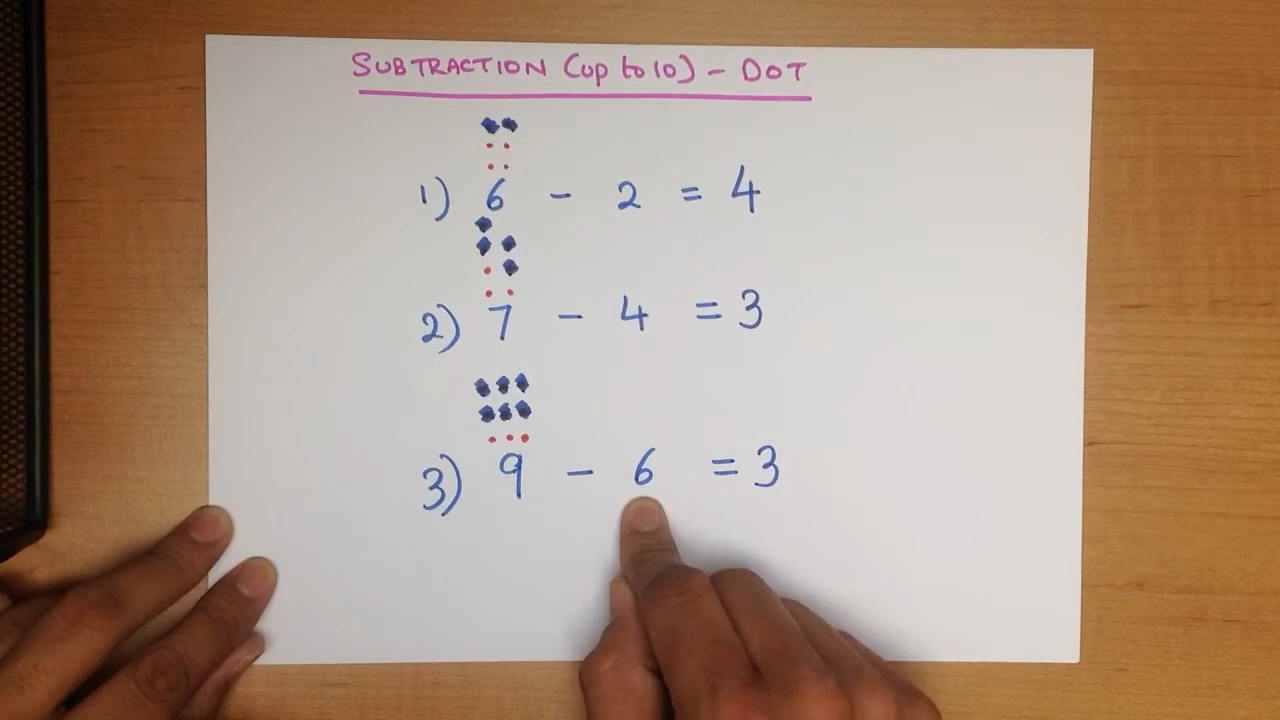 SUBTRACTION (up to 10) - DOT
1) 6 - 2 = 4
2) 7 - 4 = 3
3) 9 - 6 = 3